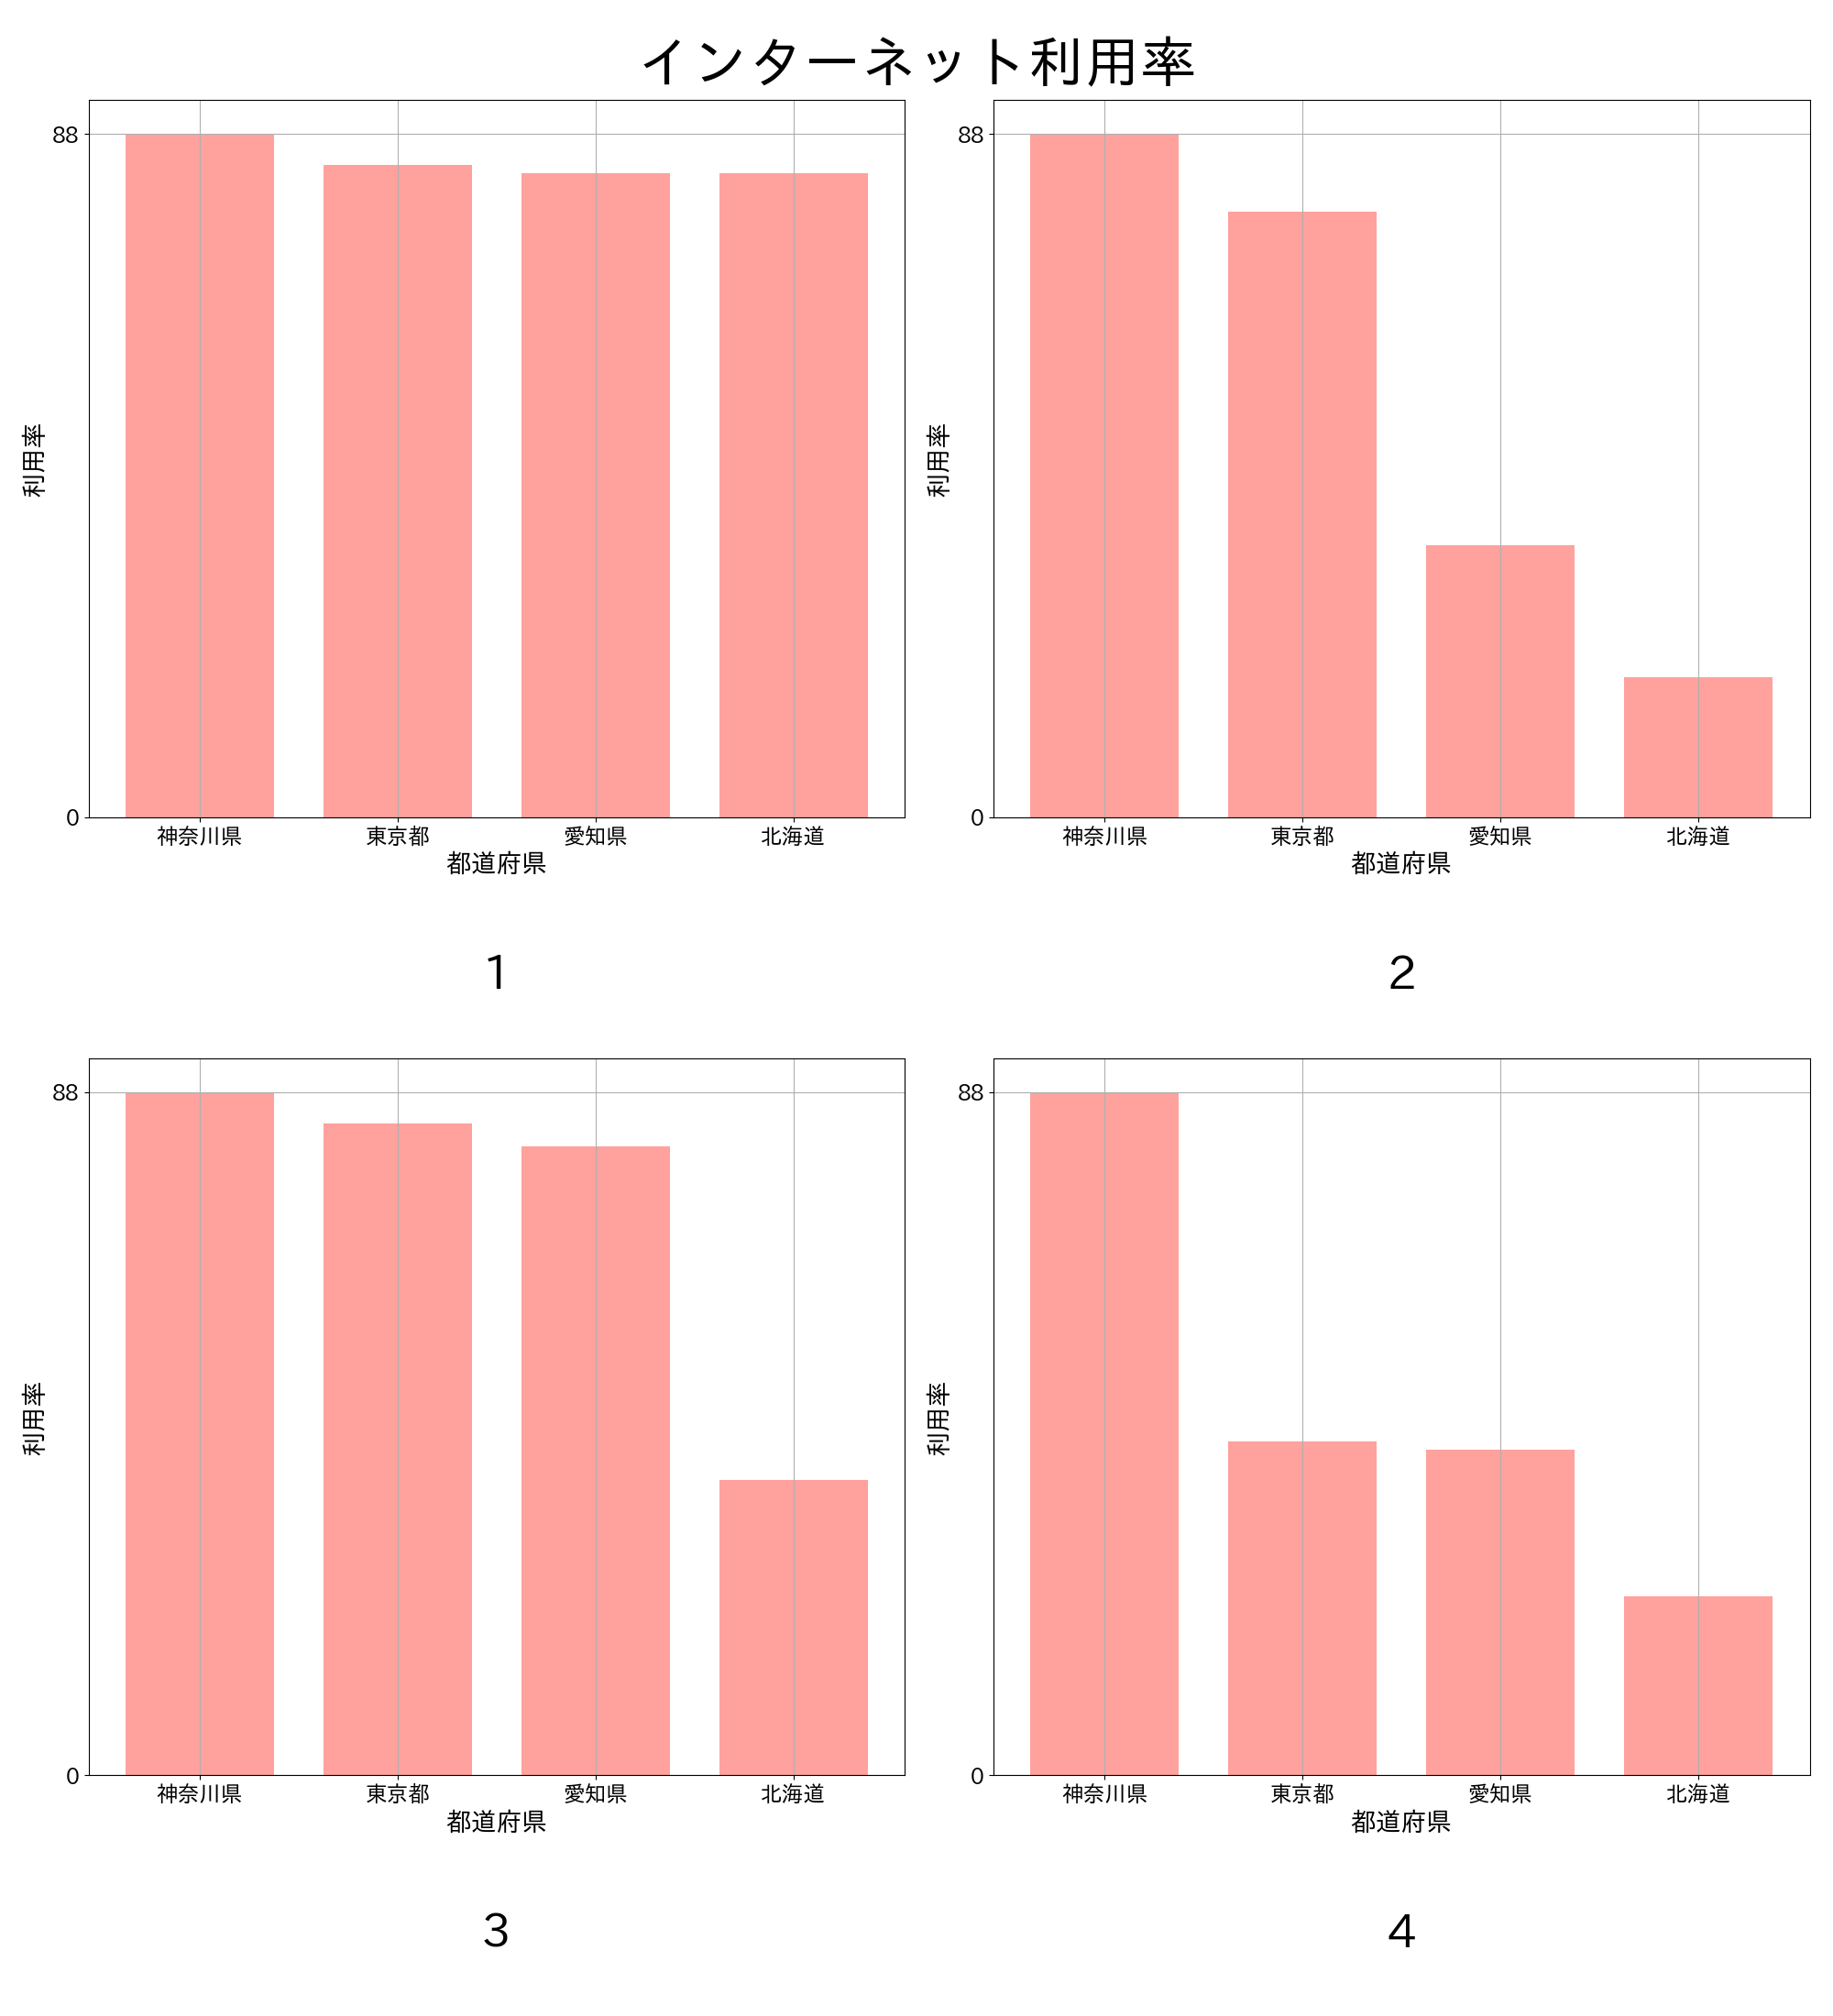 インターネット利用率
88
0
利用率
神奈川県 東京都 愛知県 北海道
都道府県
1
88
0
利用率
神奈川県 東京都 愛知県 北海道
都道府県
2
88
0
利用率
神奈川県 東京都 愛知県 北海道
都道府県
3
88
0
利用率
神奈川県 東京都 愛知県 北海道
都道府県
4